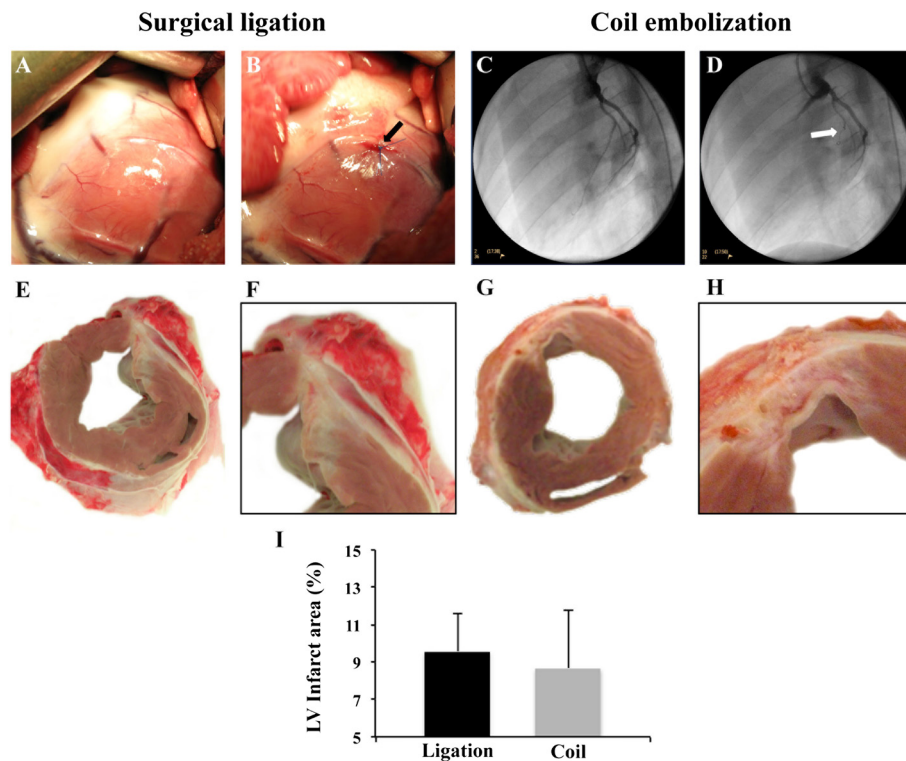 Surgical ligation
Coil embolization
A
B
C
D
E
F
G
H
I
LV Infarct area (%)
15
13
11
9
7
5
Ligation
Coil